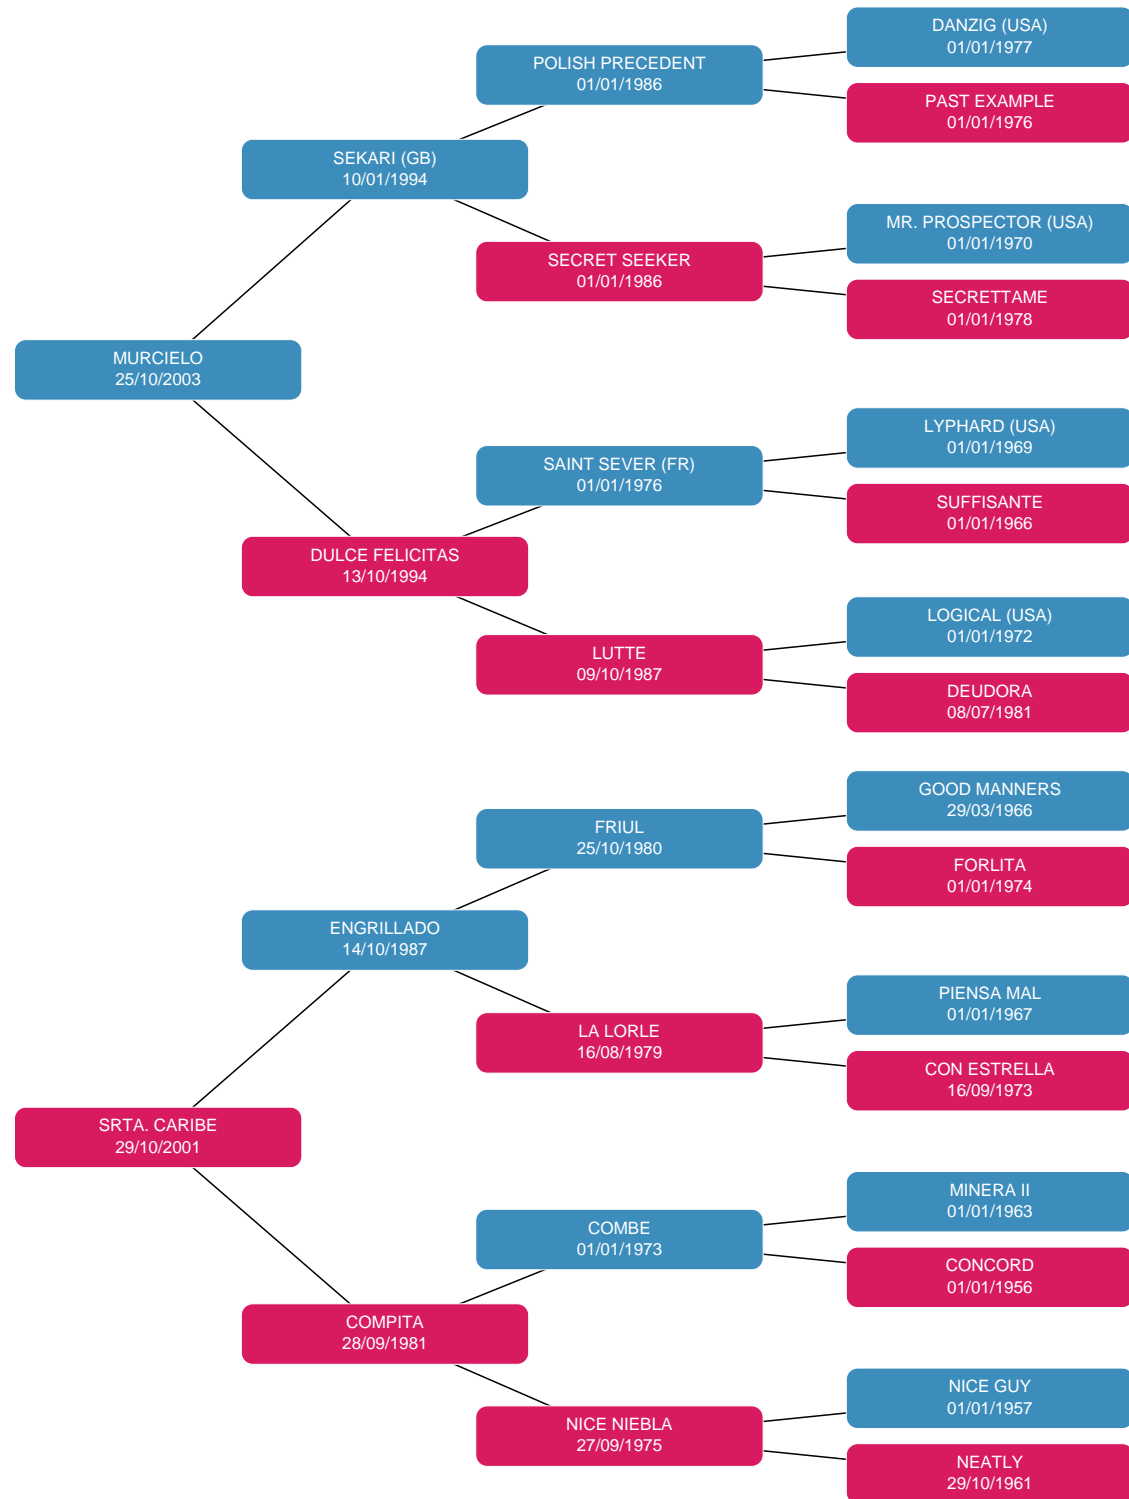 DANZIG (USA)
01/01/1977
POLISH PRECEDENT
01/01/1986
PAST EXAMPLE
01/01/1976
SEKARI (GB)
10/01/1994
MR. PROSPECTOR (USA)
01/01/1970
SECRET SEEKER
01/01/1986
SECRETTAME
01/01/1978
MURCIELO
25/10/2003
LYPHARD (USA)
01/01/1969
SAINT SEVER (FR)
01/01/1976
SUFFISANTE
01/01/1966
DULCE FELICITAS
13/10/1994
LOGICAL (USA)
01/01/1972
LUTTE
09/10/1987
DEUDORA
08/07/1981
GOOD MANNERS
29/03/1966
FRIUL
25/10/1980
FORLITA
01/01/1974
ENGRILLADO
14/10/1987
PIENSA MAL
01/01/1967
LA LORLE
16/08/1979
CON ESTRELLA
16/09/1973
SRTA. CARIBE
29/10/2001
MINERA II
01/01/1963
COMBE
01/01/1973
CONCORD
01/01/1956
COMPITA
28/09/1981
NICE GUY
01/01/1957
NICE NIEBLA
27/09/1975
NEATLY
29/10/1961